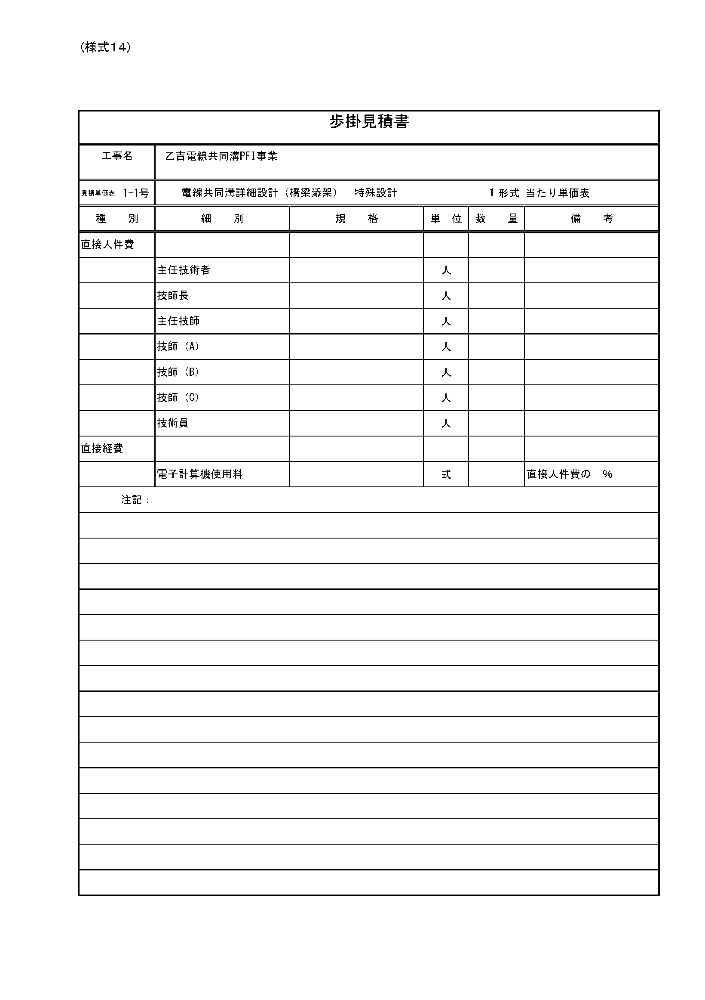 (様式14)
歩掛見積書
工事名 乙吉電線共同溝PFI事業
見積単価表 1-1号 電線共同溝詳細設計（橋梁添架） 特殊設計 1 形式 当たり単価表
種 別 細 別 規 格 単 位 数 量 備 考
直接人件費
主任技術者 人
技師長 人
主任技師 人
技師（A） 人
技師（B） 人
技師（C） 人
技術員 人
直接経費
電子計算機使用料 式 直接人件費の %
注記：